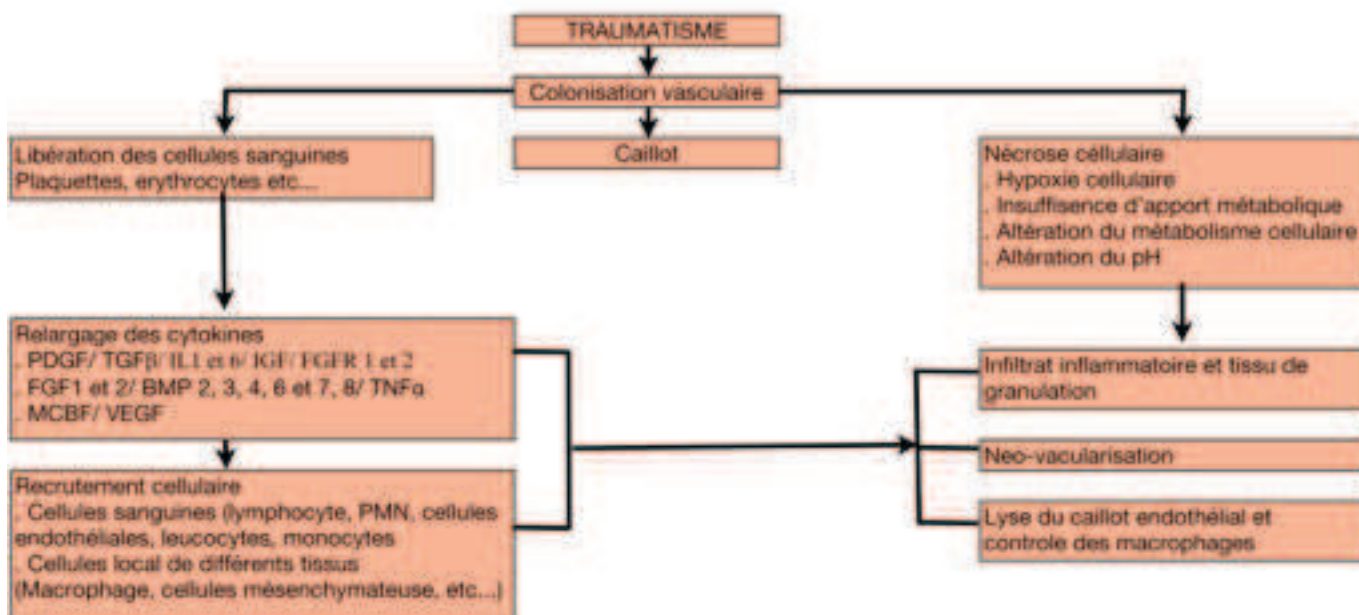 TRAUMATISME
Colonisation vasculaire
Caillot
Libération des cellules sanguines
Plaquettes, erythrocytes etc...
Nécrose céllulaire
. Hypoxie cellulaire
. Insuffisence d'apport métabolique
. Altération du métabolisme cellulaire
. Altération du pH
Relargage des cytokines
. PDGF/ TGFβ/ IL1 et 6/ IGF/ FGFR 1 et 2
. FGF1 et 2/ BMP 2, 3, 4, 6 et 7, 8/ TNFα
. MCBF/ VEGF
Infiltrat inflammatoire et tissu de
granulation
Neo-vacularisation
Recrutement cellulaire
. Cellules sanguines (lymphocyte, PMN, cellules
endothéliales, leucocytes, monocytes
. Cellules local de différents tissus
(Macrophage, cellules mésenchymateuse, etc...)
Lyse du caillot endothélial et
controle des macrophages